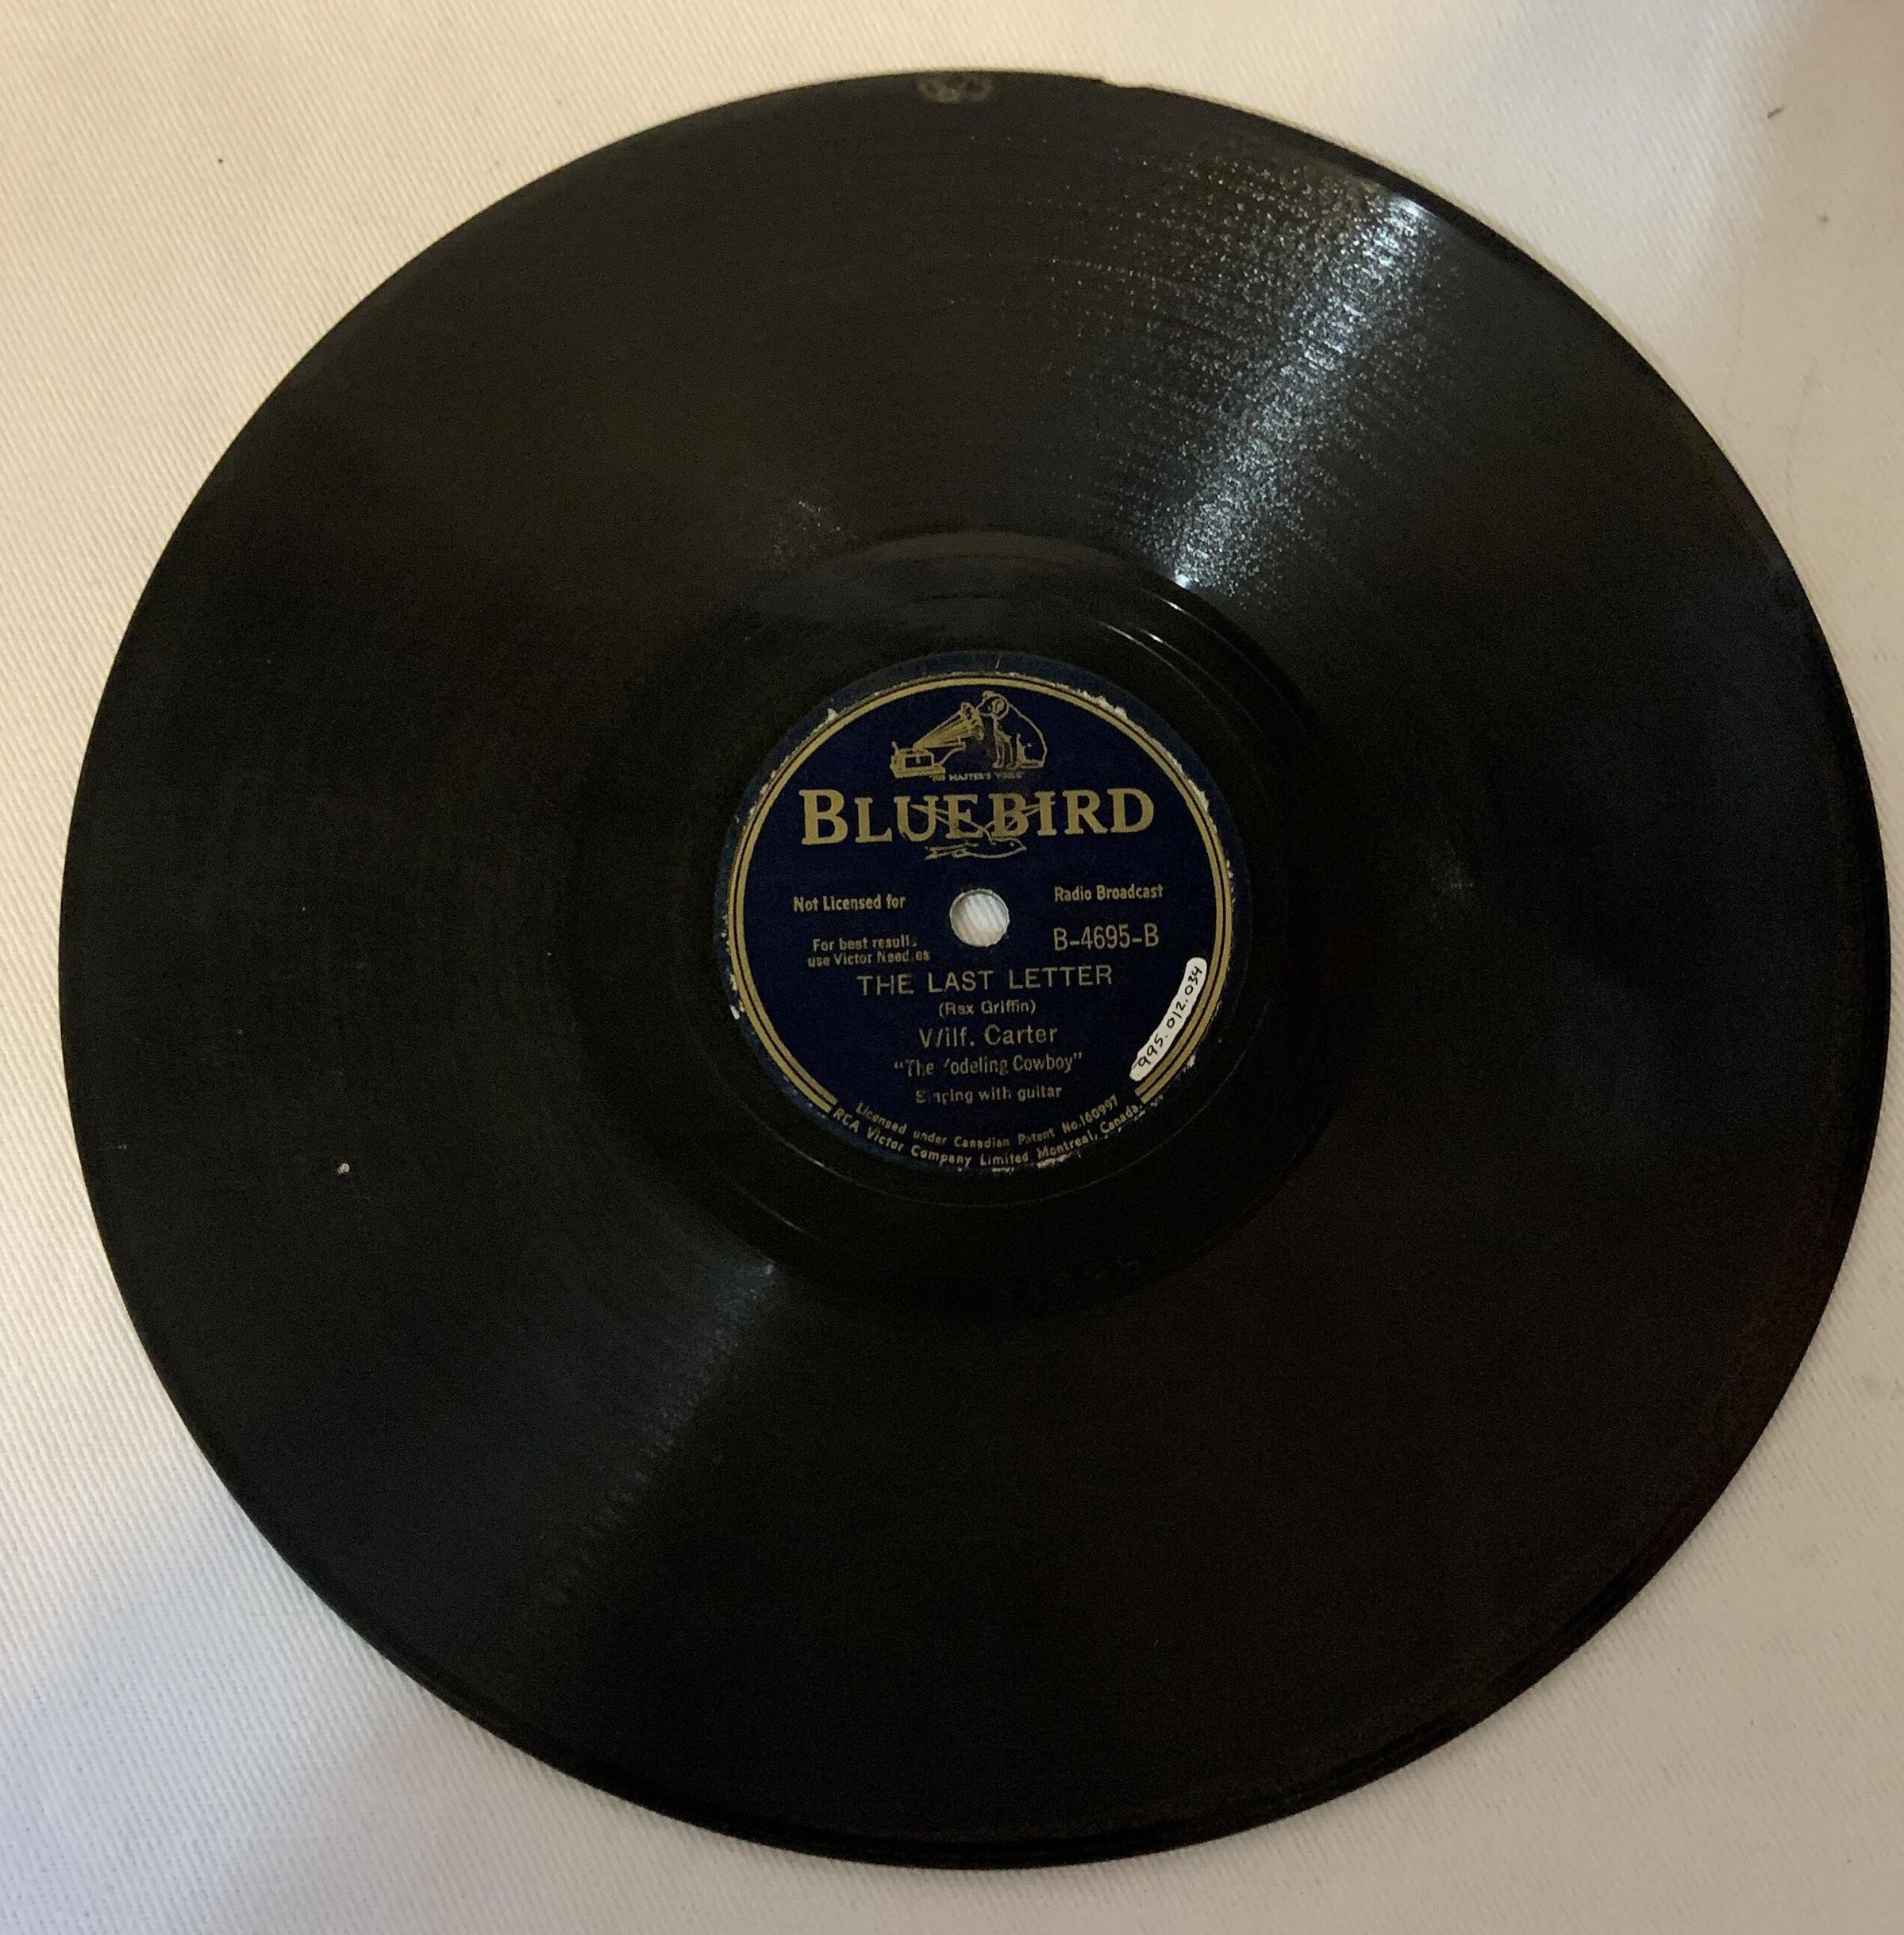 "HIS MASTER'S VOICE"
BLUEBIRD
Not Licensed for Radio Broadcast
For best results
use Victor Needles
B-4695-B
THE LAST LETTER
(Rex Griffin)
Wilf. Carter
"The Yodeling Cowboy"
Singing with guitar
995.012.034
Licensed under Canadian Patent No.160997
RCA Victor Company Limited Montreal, Canada